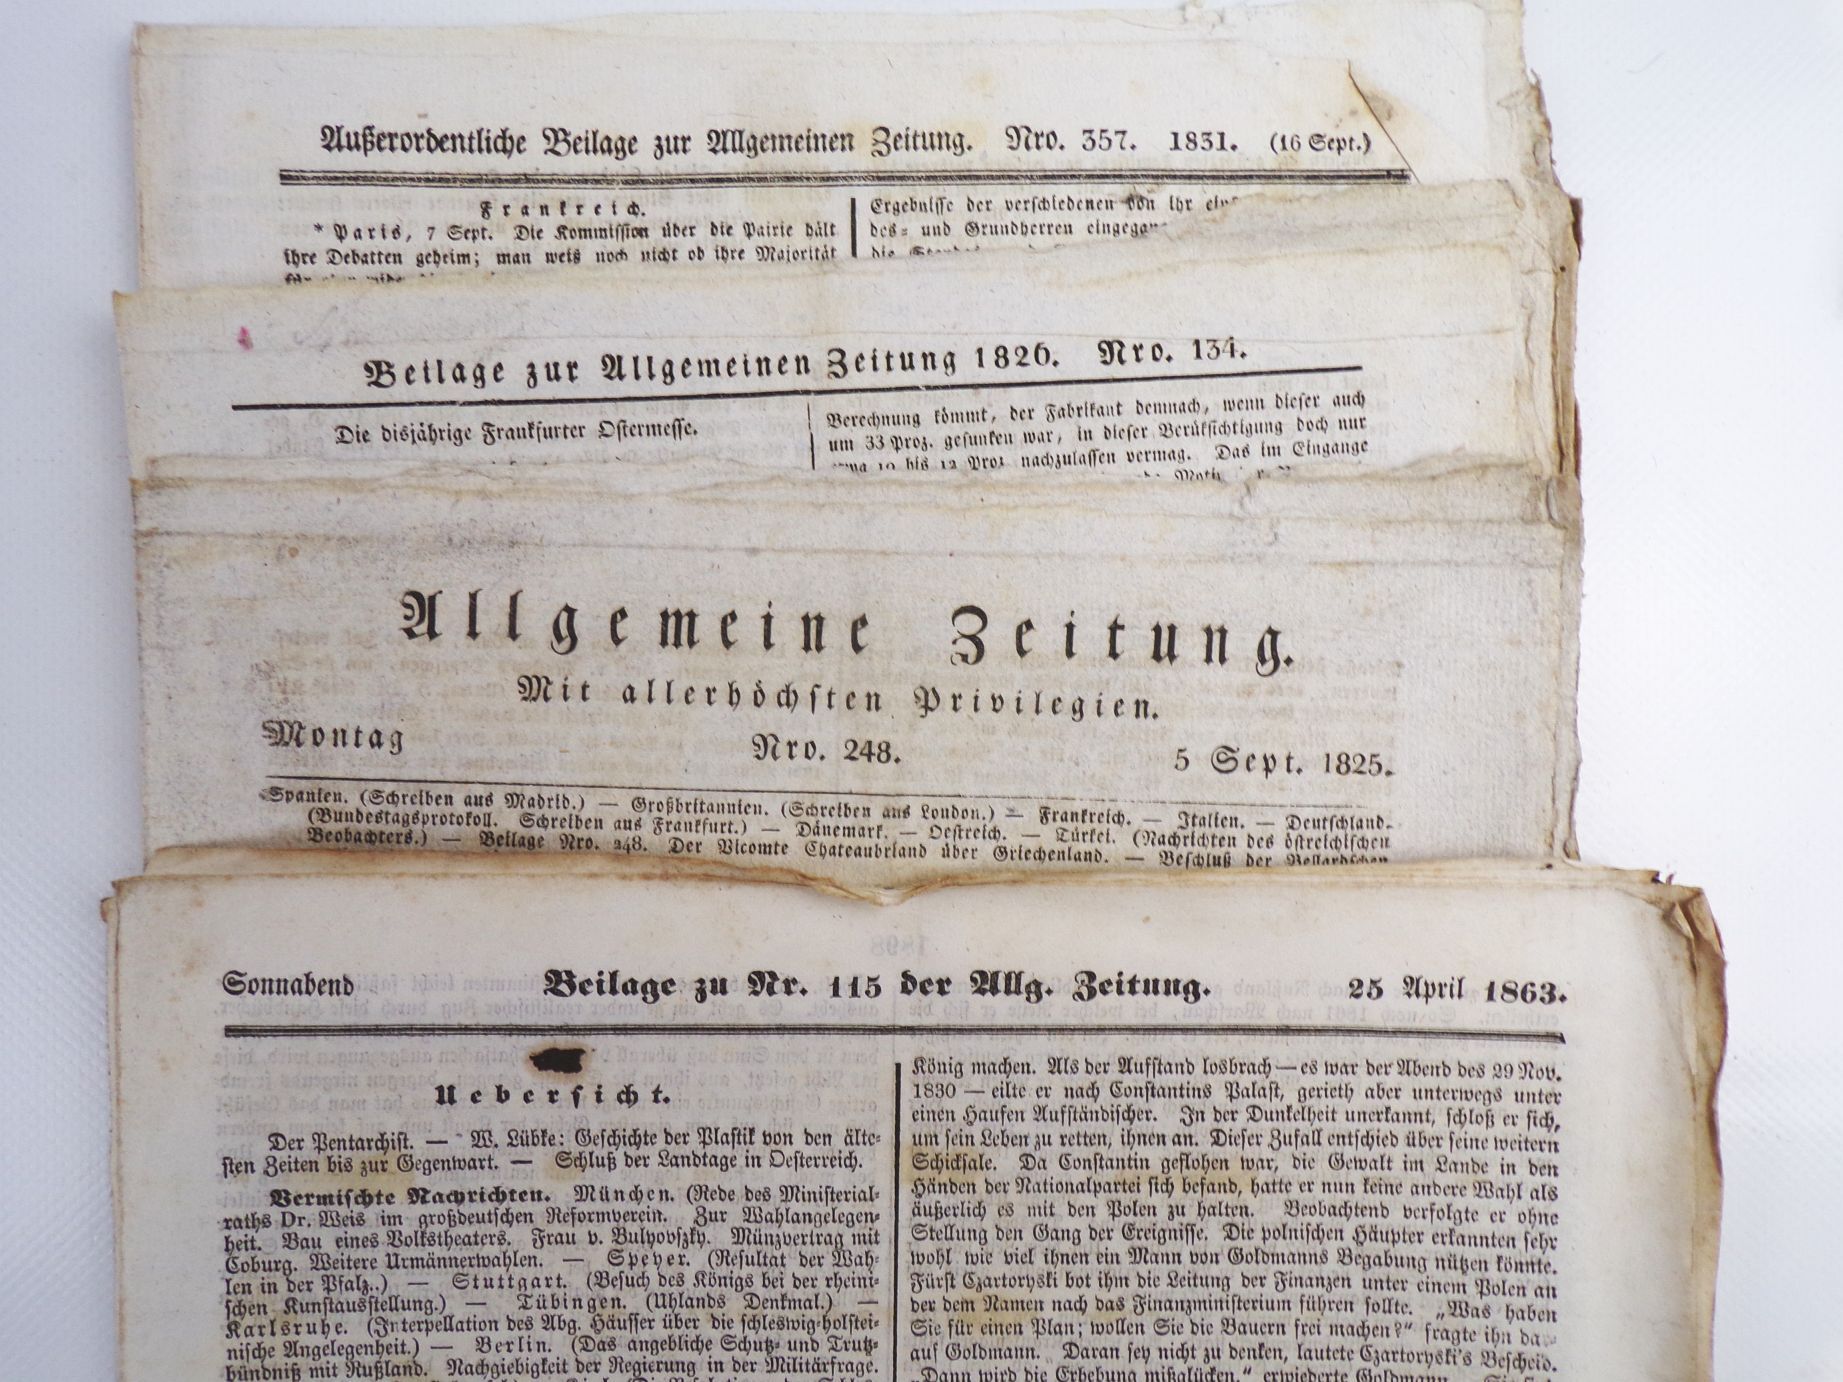 Außerordentliche Beilage zur Allgemeinen Zeitung. Nro. 357. 1831. (16 Sept.)
Frankreich.
* Paris, 7 Sept. Die Kommission über die Pairie hält
ihre Debatten geheim; man weis noch nicht ob ihre Majorität
Ergebnisse der verschiedenen von ihr
des- und Grundherren
die
Beilage zur Allgemeinen Zeitung 1826. Nro. 134.
Die disjährige Frankfurter Ostermesse.
Berechnung kömmt, der Fabrikant demnach, wenn dieser auch
um 33 Proz. gesunken war, in dieser Berüksichtigung doch nur
10 bis 12 Proz. nachzulassen vermag. Das im Eingange
Allgemeine Zeitung.
Mit allerhöchsten Privilegien.
Montag Nro. 248. 5 Sept. 1825.
Spanien. (Schreiben aus Madrid.) — Großbritannien. (Schreiben aus London.) — Frankreich. — Italien. — Deutschland.
(Bundestagsprotokoll. Schreiben aus Frankfurt.) — Dänemark. — Oestreich. — Türkei. (Nachrichten des östreichischen
Beobachters.) — Beilage Nro. 248. Der Vicomte Chateaubriand über Griechenland. — Beschluß der
Sonnabend Beilage zu Nr. 115 der Allg. Zeitung. 25 April 1863.
Uebersicht.
Der Pentarchist. — W. Lübke: Geschichte der Plastik von den älte-
sten Zeiten bis zur Gegenwart. — Schluß der Landtage in Oesterreich.
Vermischte Nachrichten. München. (Rede des Ministerial-
raths Dr. Weis im großdeutschen Reformverein. Zur Wahlangelegen-
heit. Bau eines Volkstheaters. Frau v. Bulyovszky. Münzvertrag mit
Coburg. Weitere Urmännerwahlen. — Speyer. (Resultat der Wah-
len in der Pfalz.) — Stuttgart. (Besuch des Königs bei der rheini-
schen Kunstausstellung.) — Tübingen. (Uhlands Denkmal.) —
Karlsruhe. (Interpellation des Abg. Häusser über die schleswig-holstei-
nische Angelegenheit.) — Berlin. (Das angebliche Schutz- und Trutz-
bündniß mit Rußland. Nachgiebigkeit der Regierung in der Militärfrage.
König machen. Als der Aufstand losbrach — es war der Abend des 29 Nov.
1830 — eilte er nach Constantins Palast, gerieth aber unterwegs unter
einen Haufen Aufständischer. In der Dunkelheit unerkannt, schloß er sich,
um sein Leben zu retten, ihnen an. Dieser Zufall entschied über seine weitern
Schicksale. Da Constantin geflohen war, die Gewalt im Lande in den
Händen der Nationalpartei sich befand, hatte er nun keine andere Wahl als
äußerlich es mit den Polen zu halten. Beobachtend verfolgte er ohne
Stellung den Gang der Ereignisse. Die polnischen Häupter erkannten sehr
wohl wie viel ihnen ein Mann von Goldmanns Begabung nützen könnte.
Fürst Czartoryski bot ihm die Leitung der Finanzen unter einem Polen an
der dem Namen nach das Finanzministerium führen sollte. „Was haben
Sie für einen Plan; wollen Sie die Bauern frei machen?“ fragte ihn da-
auf Goldmann. Daran sey nicht zu denken, lautete Czartoryski's Bescheid.
„Dann wird die Erhebung mißglücken,“ erwiederte Goldmann.